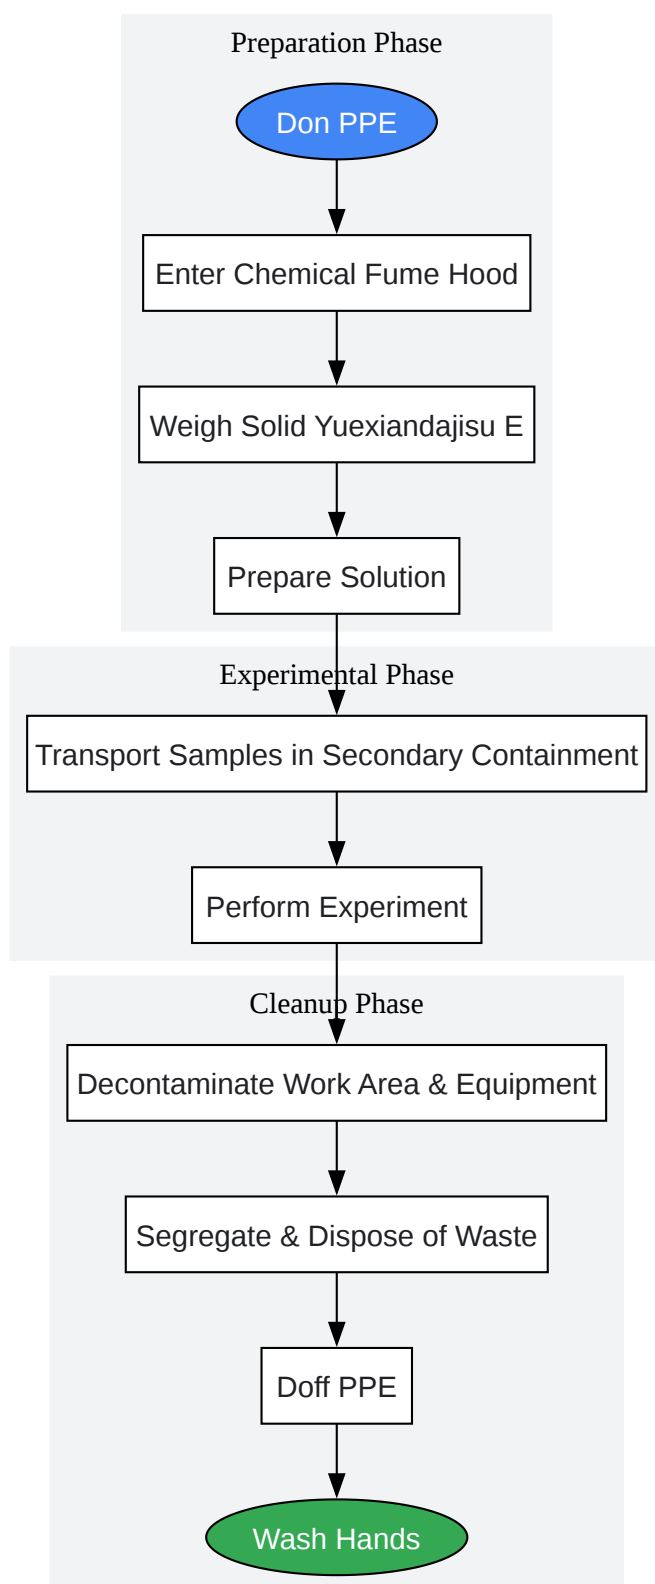 Preparation Phase
Don PPE
Enter Chemical Fume Hood
Weigh Solid Yuexiandajisu E
Prepare Solution
Experimental Phase
Transport Samples in Secondary Containment
Perform Experiment
Cleanup Phase
Decontaminate Work Area & Equipment
Segregate & Dispose of Waste
Doff PPE
Wash Hands